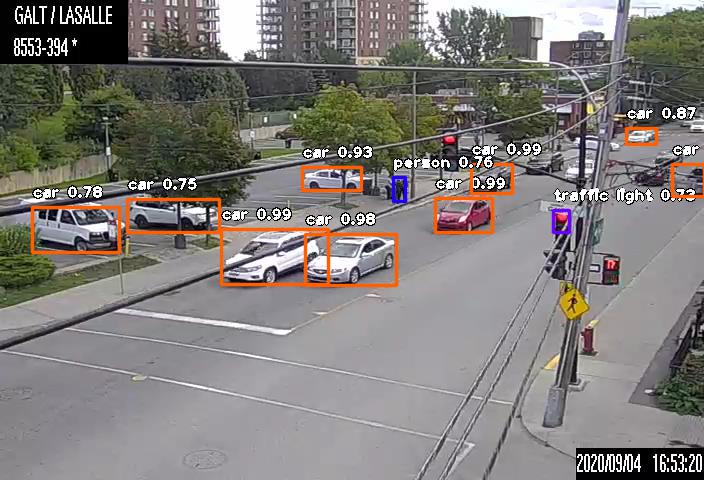 GALT / LASALLE
8553-394 *
car 0.87
car 0.99
car 0.93
person 0.76
car
car 0.99
car 0.78
car 0.75
traffic light 0.73
car 0.99
car 0.98
17
2020/09/04 16:53:20